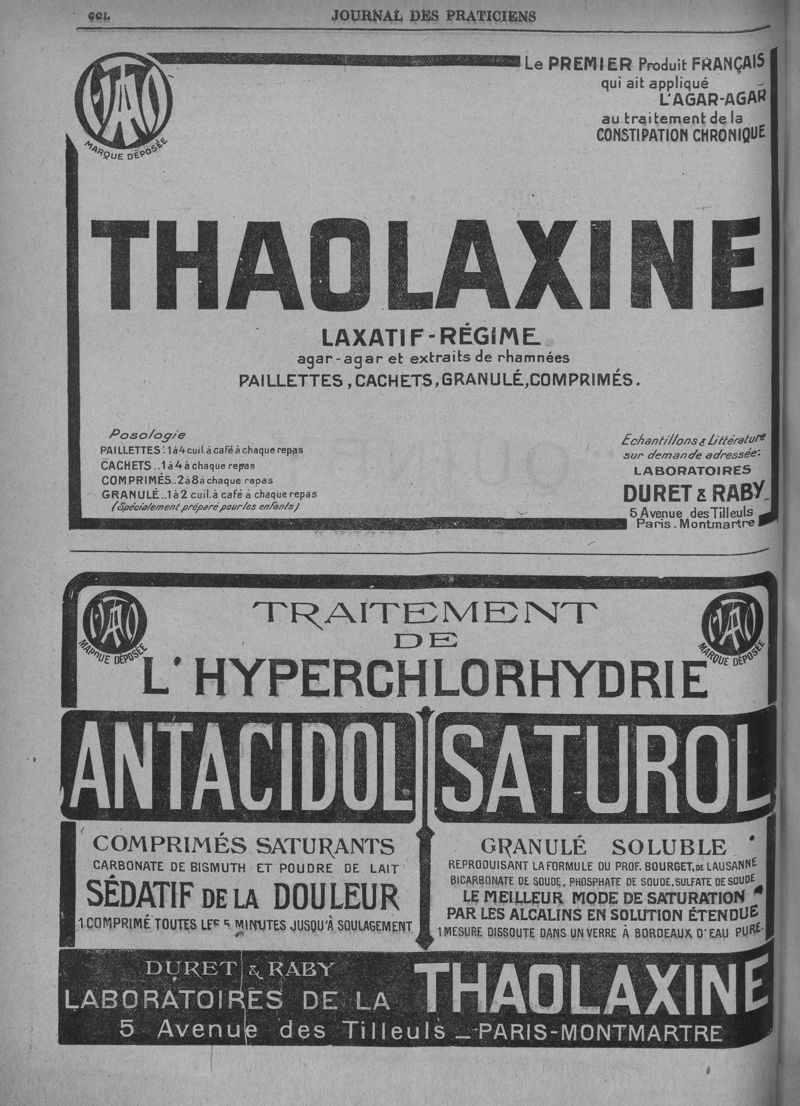 CCL
JOURNAL DES PRATICIENS
Le PREMIER Produit FRANÇAIS
qui ait appliqué
L'AGAR-AGAR
au traitement de la
CONSTIPATION CHRONIQUE
MARQUE DÉPOSÉE
THAOLAXINE
LAXATIF-RÉGIME
agar-agar et extraits de rhamnées
PAILLETTES, CACHETS, GRANULÉ, COMPRIMÉS.
Posologie
PAILLETTES: 1 à 4 cuil. à café à chaque repas
CACHETS..1 à 4 à chaque repas
COMPRIMÉS..2 à 8 à chaque repas
GRANULÉ..1 à 2 cuil. à café à chaque repas
(Spécialement préparé pour les enfants)
Echantillons & Littérature
sur demande adressée:
LABORATOIRES
DURET & RABY
5 Avenue des Tilleuls
Paris. Montmartre
TRAITEMENT
DE
L'HYPERCHLORHYDRIE
MARQUE DÉPOSÉE
MARQUE DÉPOSÉE
ANTACIDOL
COMPRIMÉS SATURANTS
CARBONATE DE BISMUTH ET POUDRE DE LAIT
SÉDATIF DE LA DOULEUR
1 COMPRIMÉ TOUTES LES 5 MINUTES JUSQU'À SOULAGEMENT
SATUROL
GRANULÉ SOLUBLE
REPRODUISANT LA FORMULE DU PROF. BOURGET, DE LAUSANNE
BICARBONATE DE SOUDE, PHOSPHATE DE SOUDE, SULFATE DE SOUDE
LE MEILLEUR MODE DE SATURATION
PAR LES ALCALINS EN SOLUTION ÉTENDUE
1 MESURE DISSOUTE DANS UN VERRE À BORDEAUX D'EAU PURE.
DURET & RABY
LABORATOIRES DE LA THAOLAXINE
5 Avenue des Tilleuls _ PARIS-MONTMARTRE